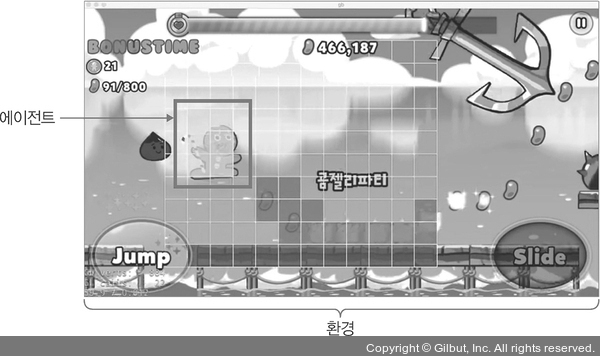 BONUSTIME
466,187
21
91/800
에이전트
곰젤리파티
Jump
Slide
환경
Copyright © Gilbut, Inc. All rights reserved.